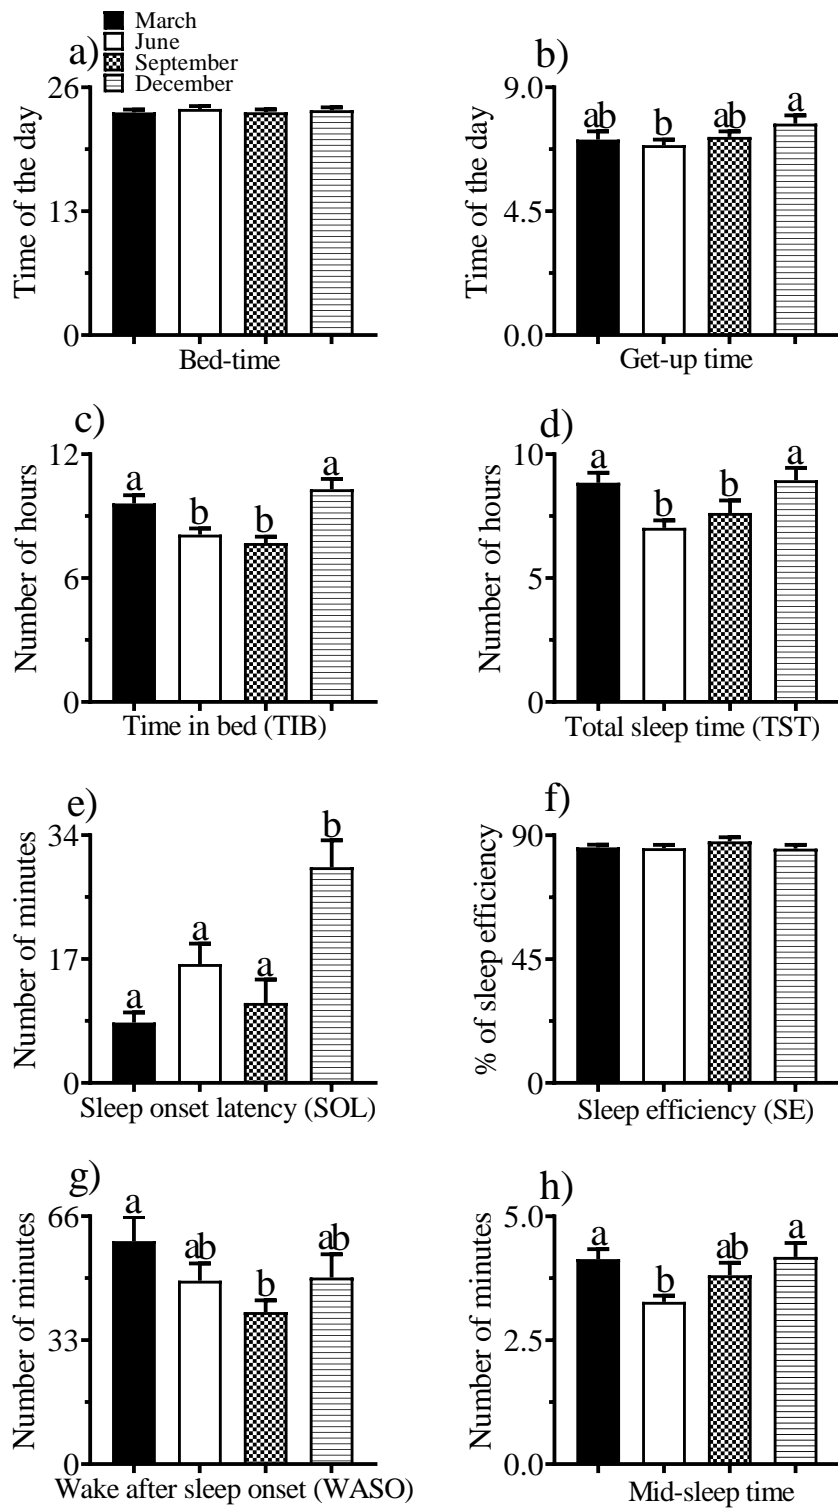 March
June
September
December
a)
26
13
0
Time of the day
Bed-time
b)
9.0
4.5
0.0
Time of the day
ab
b
ab
a
Get-up time
c)
12
6
0
Number of hours
a
b
b
a
Time in bed (TIB)
d)
10
5
0
Number of hours
a
b
b
a
Total sleep time (TST)
e)
34
17
0
Number of minutes
a
a
a
b
Sleep onset latency (SOL)
f)
90
45
0
% of sleep efficiency
Sleep efficiency (SE)
g)
66
33
0
Number of minutes
a
ab
b
ab
Wake after sleep onset (WASO)
h)
5.0
2.5
0.0
Number of minutes
a
b
ab
a
Mid-sleep time